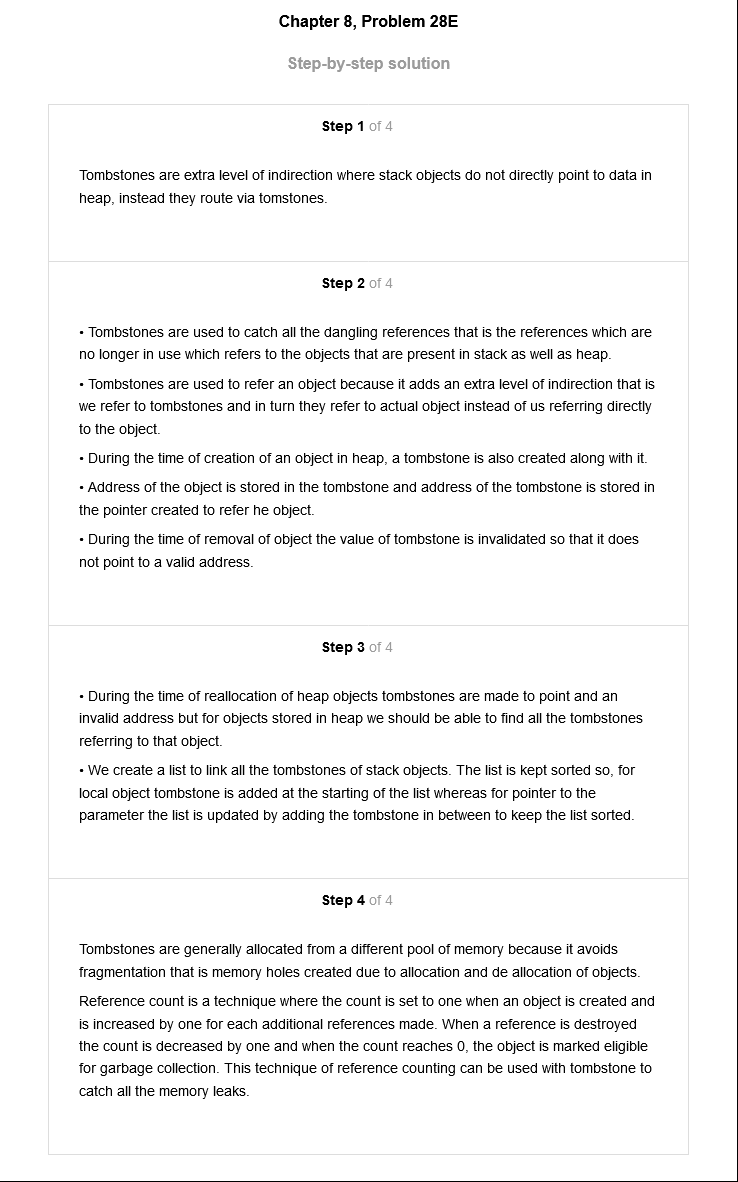 Chapter 8, Problem 28E
Step-by-step solution
Step 1 of 4
Tombstones are extra level of indirection where stack objects do not directly point to data in
heap, instead they route via tomstones.
Step 2 of 4
• Tombstones are used to catch all the dangling references that is the references which are
no longer in use which refers to the objects that are present in stack as well as heap.
• Tombstones are used to refer an object because it adds an extra level of indirection that is
we refer to tombstones and in turn they refer to actual object instead of us referring directly
to the object.
• During the time of creation of an object in heap, a tombstone is also created along with it.
• Address of the object is stored in the tombstone and address of the tombstone is stored in
the pointer created to refer he object.
• During the time of removal of object the value of tombstone is invalidated so that it does
not point to a valid address.
Step 3 of 4
• During the time of reallocation of heap objects tombstones are made to point and an
invalid address but for objects stored in heap we should be able to find all the tombstones
referring to that object.
• We create a list to link all the tombstones of stack objects. The list is kept sorted so, for
local object tombstone is added at the starting of the list whereas for pointer to the
parameter the list is updated by adding the tombstone in between to keep the list sorted.
Step 4 of 4
Tombstones are generally allocated from a different pool of memory because it avoids
fragmentation that is memory holes created due to allocation and de allocation of objects.
Reference count is a technique where the count is set to one when an object is created and
is increased by one for each additional references made. When a reference is destroyed
the count is decreased by one and when the count reaches 0, the object is marked eligible
for garbage collection. This technique of reference counting can be used with tombstone to
catch all the memory leaks.